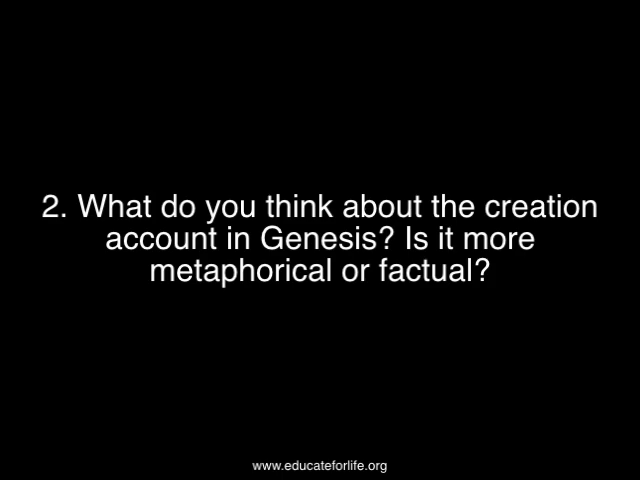 2. What do you think about the creation
account in Genesis? Is it more
metaphorical or factual?
www.educateforlife.org